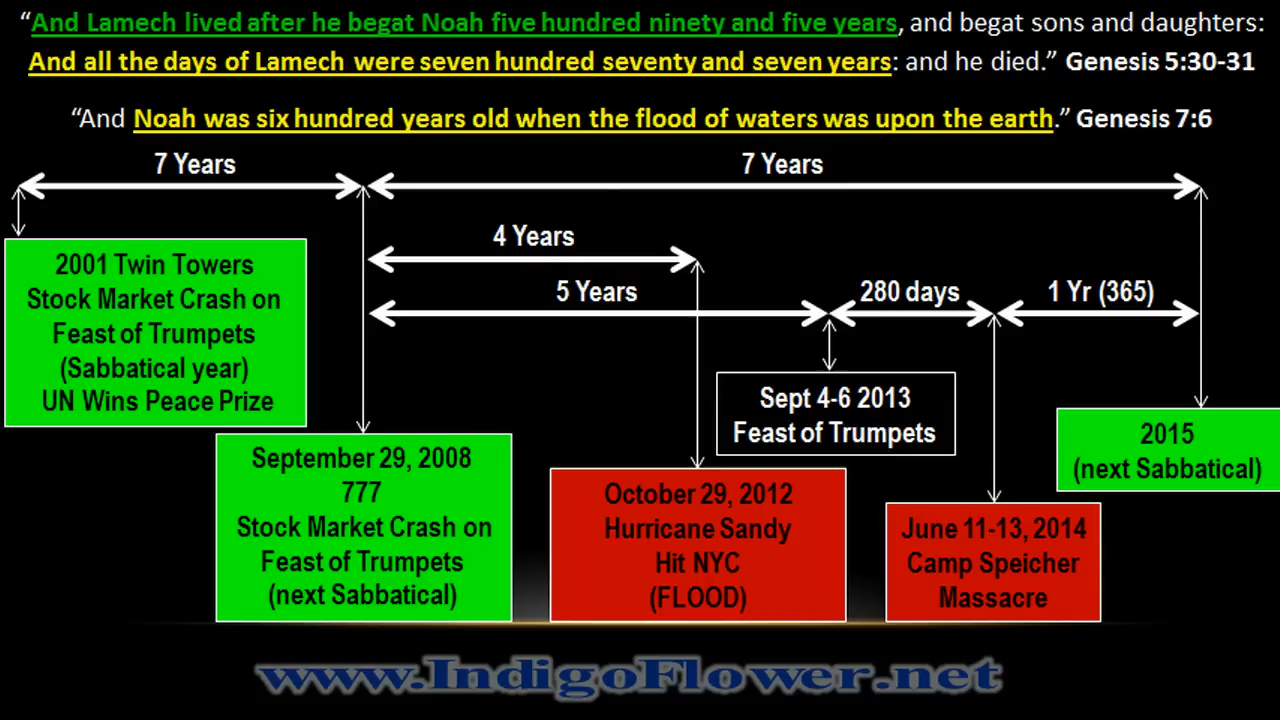 “And Lamech lived after he begat Noah five hundred ninety and five years, and begat sons and daughters:
And all the days of Lamech were seven hundred seventy and seven years: and he died.” Genesis 5:30-31
“And Noah was six hundred years old when the flood of waters was upon the earth.” Genesis 7:6
7 Years
7 Years
4 Years
5 Years
280 days
1 Yr (365)
2001 Twin Towers
Stock Market Crash on
Feast of Trumpets
(Sabbatical year)
UN Wins Peace Prize
September 29, 2008
777
Stock Market Crash on
Feast of Trumpets
(next Sabbatical)
October 29, 2012
Hurricane Sandy
Hit NYC
(FLOOD)
Sept 4-6 2013
Feast of Trumpets
June 11-13, 2014
Camp Speicher
Massacre
2015
(next Sabbatical)
www.IndigoFlower.net